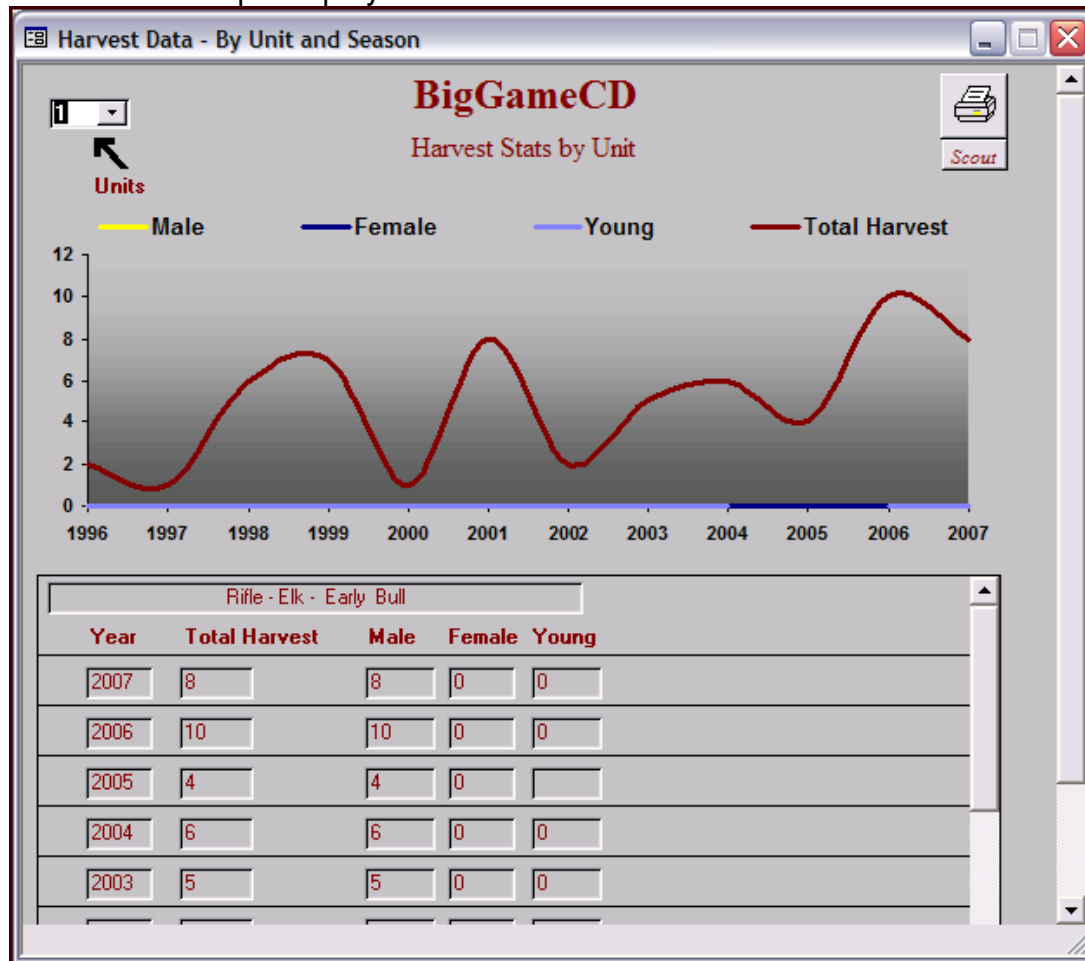 Harvest Data - By Unit and Season
1
BigGameCD
Harvest Stats by Unit
Scout
Units
Male Female Young Total Harvest
12
10
8
6
4
2
0
1996 1997 1998 1999 2000 2001 2002 2003 2004 2005 2006 2007
Rifle - Elk - Early Bull
Year Total Harvest Male Female Young
2007 8 8 0 0
2006 10 10 0 0
2005 4 4 0
2004 6 6 0 0
2003 5 5 0 0